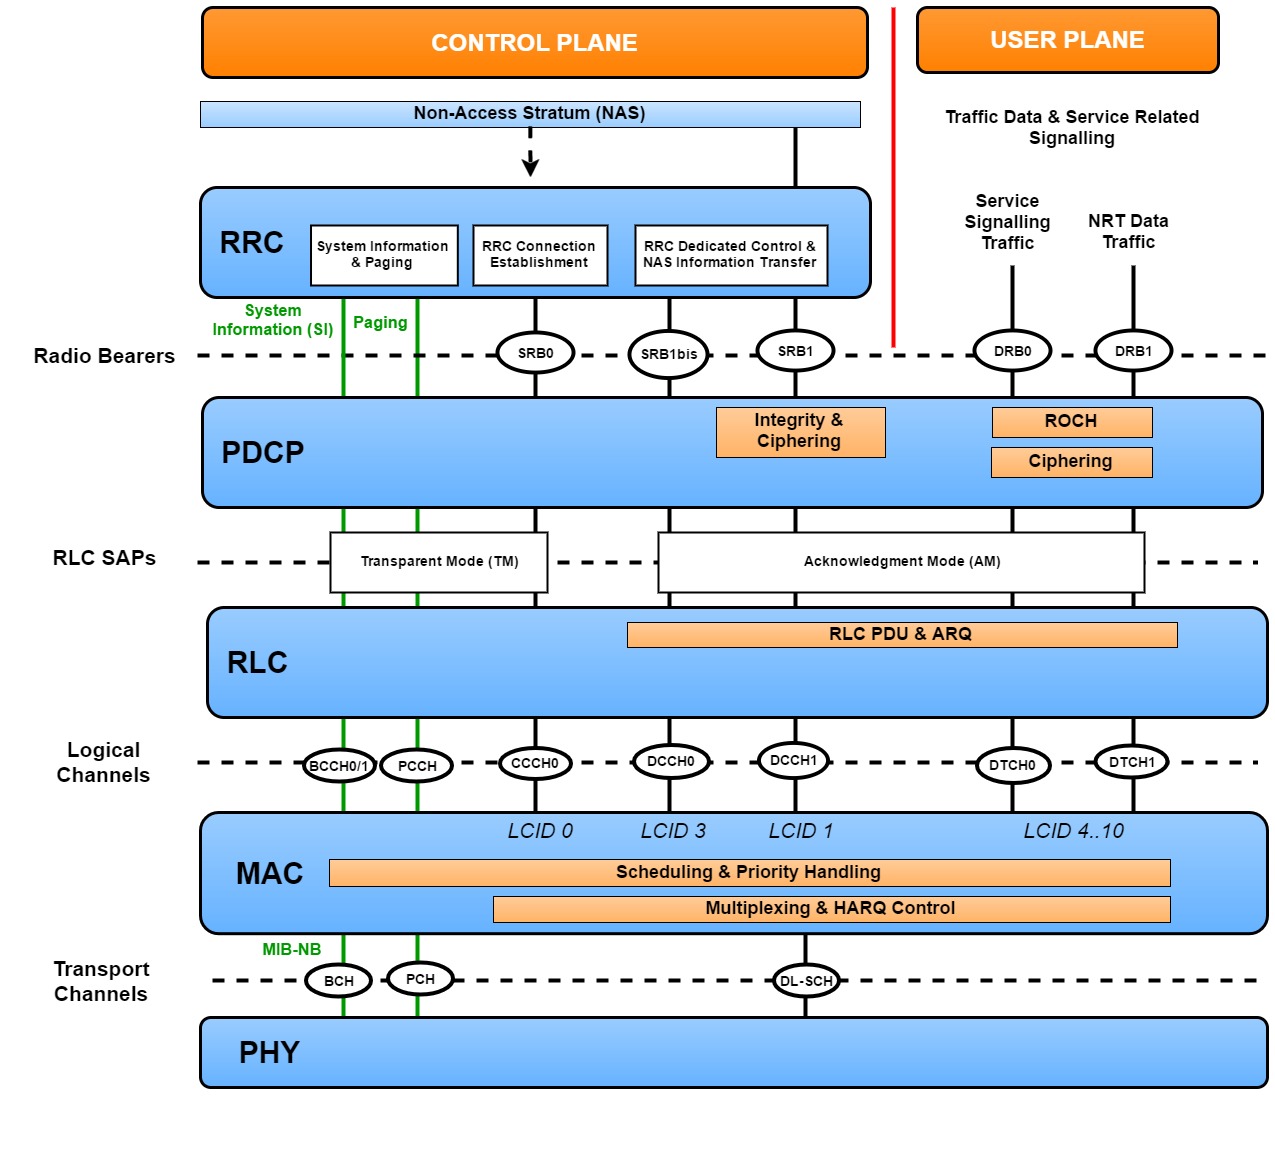 CONTROL PLANE
USER PLANE
Non-Access Stratum (NAS)
Traffic Data & Service Related
Signalling
Service
Signalling
Traffic
NRT Data
Traffic
RRC
System Information
& Paging
RRC Connection
Establishment
RRC Dedicated Control &
NAS Information Transfer
System
Information (SI)
Paging
Radio Bearers
SRB0
SRB1bis
SRB1
DRB0
DRB1
PDCP
Integrity &
Ciphering
ROCH
Ciphering
RLC SAPs
Transparent Mode (TM)
Acknowledgment Mode (AM)
RLC
RLC PDU & ARQ
Logical
Channels
BCCH0/1
PCCH
CCCH0
DCCH0
DCCH1
DTCH0
DTCH1
LCID 0
LCID 3
LCID 1
LCID 4..10
MAC
Scheduling & Priority Handling
Multiplexing & HARQ Control
MIB-NB
Transport
Channels
BCH
PCH
DL-SCH
PHY